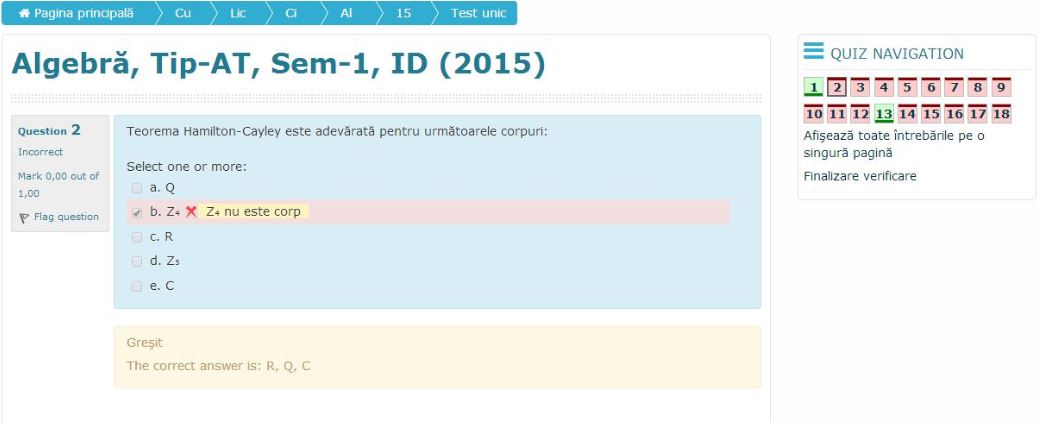 Pagina principală Cu Lic Ci Al 15 Test unic
Algebră, Tip-AT, Sem-1, ID (2015)
Question 2
Incorrect
Mark 0,00 out of
1,00
Flag question
Teorema Hamilton-Cayley este adevărată pentru următoarele corpuri:
Select one or more:
a. Q
b. Z₄ Z₄ nu este corp
c. R
d. Z₅
e. C
Greşit
The correct answer is: R, Q, C
QUIZ NAVIGATION
1 2 3 4 5 6 7 8 9
10 11 12 13 14 15 16 17 18
Afişează toate întrebările pe o
singură pagină
Finalizare verificare